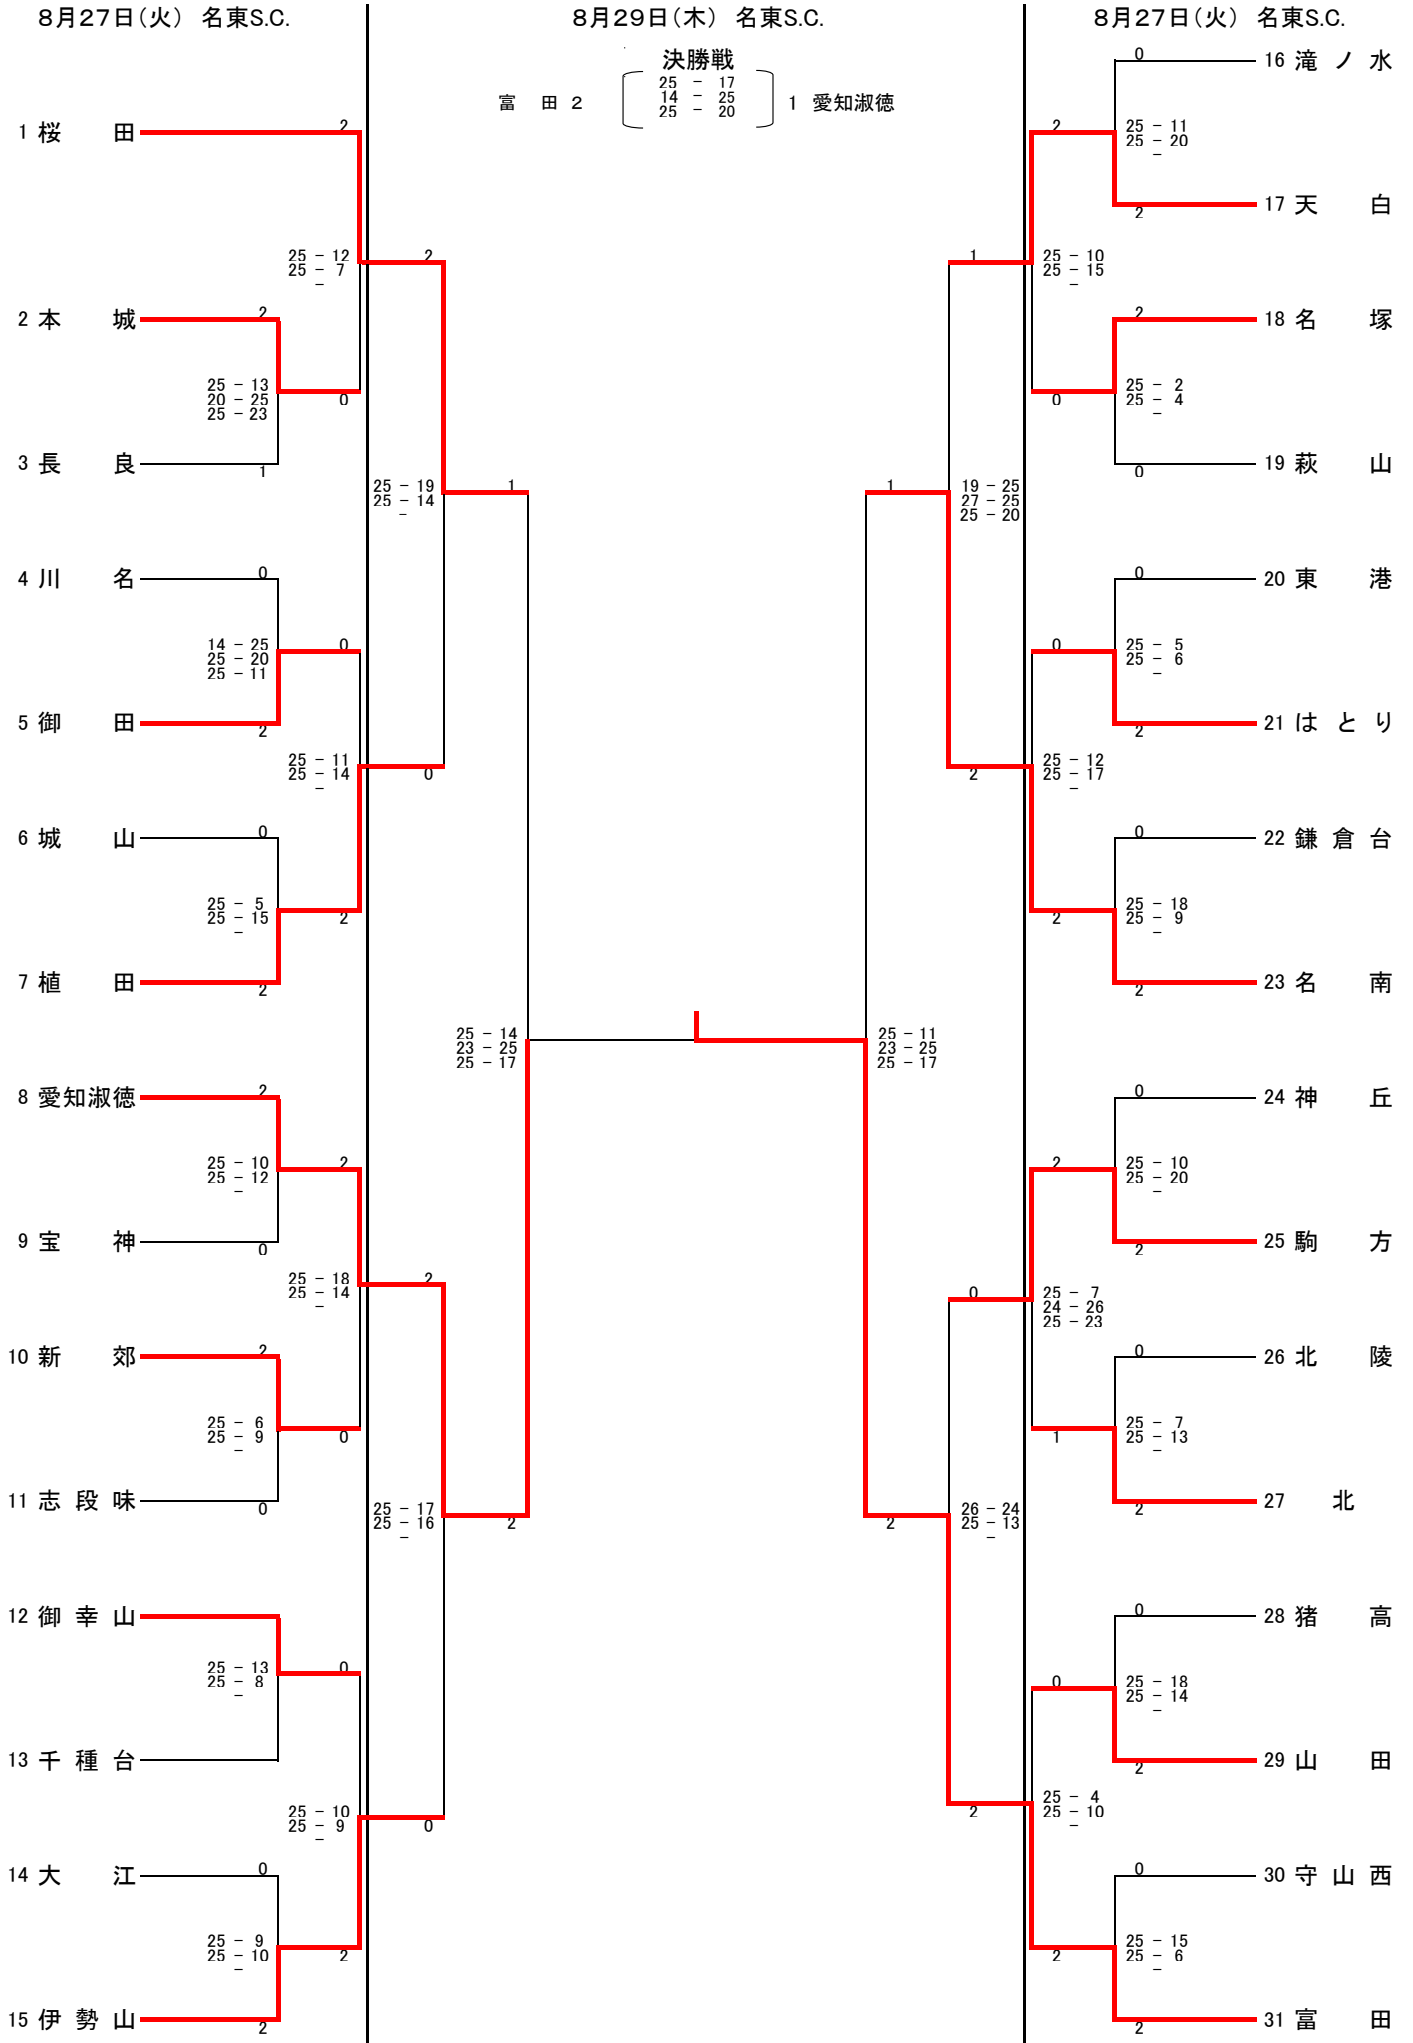 8月27日(火) 名東S.C.
8月29日(木) 名東S.C.
8月27日(火) 名東S.C.
決勝戦
富 田 2
25 - 17
14 - 25
25 - 20
1 愛知淑徳
1 桜 田
2
2 本 城
2
25 - 13
20 - 25
25 - 23
3 長 良
1
25 - 12
25 - 7
-
0
2
4 川 名
0
14 - 25
25 - 20
25 - 11
5 御 田
2
0
25 - 11
25 - 14
-
6 城 山
0
25 - 5
25 - 15
-
7 植 田
2
2
0
25 - 19
25 - 14
-
1
8 愛知淑徳
2
25 - 10
25 - 12
-
9 宝 神
0
2
25 - 18
25 - 14
-
10 新 郊
2
25 - 6
25 - 9
-
11 志 段 味
0
0
2
25 - 17
25 - 16
-
2
12 御 幸 山
25 - 13
25 - 8
-
13 千 種 台
0
25 - 10
25 - 9
-
0
14 大 江
0
25 - 9
25 - 10
-
15 伊 勢 山
2
2
25 - 14
23 - 25
25 - 17
25 - 11
23 - 25
25 - 17
0
16 滝 ノ 水
25 - 11
25 - 20
-
2
17 天 白
2
25 - 10
25 - 15
-
1
2
18 名 塚
25 - 2
25 - 4
-
0
19 萩 山
0
1
19 - 25
27 - 25
25 - 20
0
20 東 港
25 - 5
25 - 6
-
2
21 は と り
0
25 - 12
25 - 17
-
2
0
22 鎌 倉 台
25 - 18
25 - 9
-
2
23 名 南
2
0
24 神 丘
25 - 10
25 - 20
-
2
25 駒 方
2
25 - 7
24 - 26
25 - 23
0
0
26 北 陵
25 - 7
25 - 13
-
2
27 北
1
2
26 - 24
25 - 13
-
0
28 猪 高
25 - 18
25 - 14
-
2
29 山 田
0
25 - 4
25 - 10
-
2
0
30 守 山 西
25 - 15
25 - 6
-
2
31 富 田
2